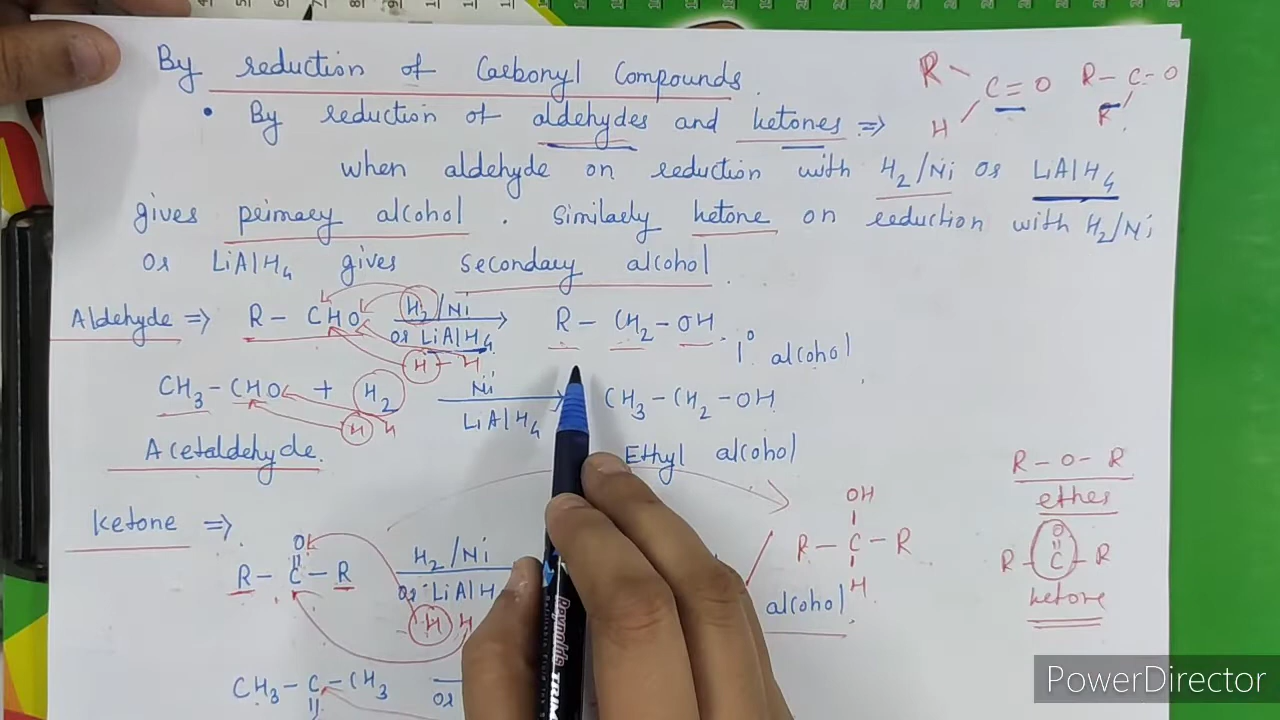 By reduction of Carbonyl Compounds.
R C = O
H
R - C - O
R
• By reduction of aldehydes and ketones ⇒
when aldehyde on reduction with H₂/Ni or LiAlH₄
gives primary alcohol . Similarly ketone on reduction with H₂/Ni
or LiAlH₄ gives secondary alcohol .
Aldehyde ⇒ R - CHO H₂/Ni or LiAlH₄ R - CH₂ - OH 1° alcohol
H - H
CH₃ - CHO + H₂ Ni LiAlH₄ CH₃ - CH₂ - OH
H H
Acetaldehyde. Ethyl alcohol
R - O - R
ether
Ketone ⇒
O
R - C - R H₂/Ni or LiAlH₄
H H
OH
R - C - R
H
alcohol
O
R - C - R
ketone
CH₃ - C - CH₃ or
Reynolds TRIM
PowerDirector